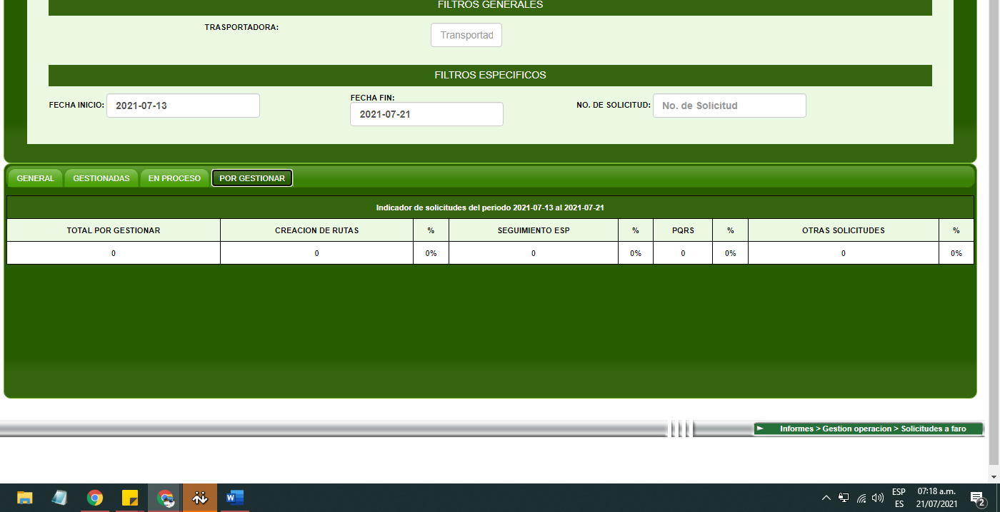 FILTROS GENERALES
TRASPORTADORA:
Transportad
FILTROS ESPECIFICOS
FECHA INICIO: 2021-07-13
FECHA FIN:
2021-07-21
NO. DE SOLICITUD: No. de Solicitud
GENERAL GESTIONADAS EN PROCESO POR GESTIONAR
Indicador de solicitudes del periodo 2021-07-13 al 2021-07-21
TOTAL POR GESTIONAR CREACION DE RUTAS % SEGUIMIENTO ESP % PQRS % OTRAS SOLICITUDES %
0 0 0% 0 0% 0 0% 0 0%
Informes > Gestion operacion > Solicitudes a faro
ESP 07:18 a.m.
ES 21/07/2021 2